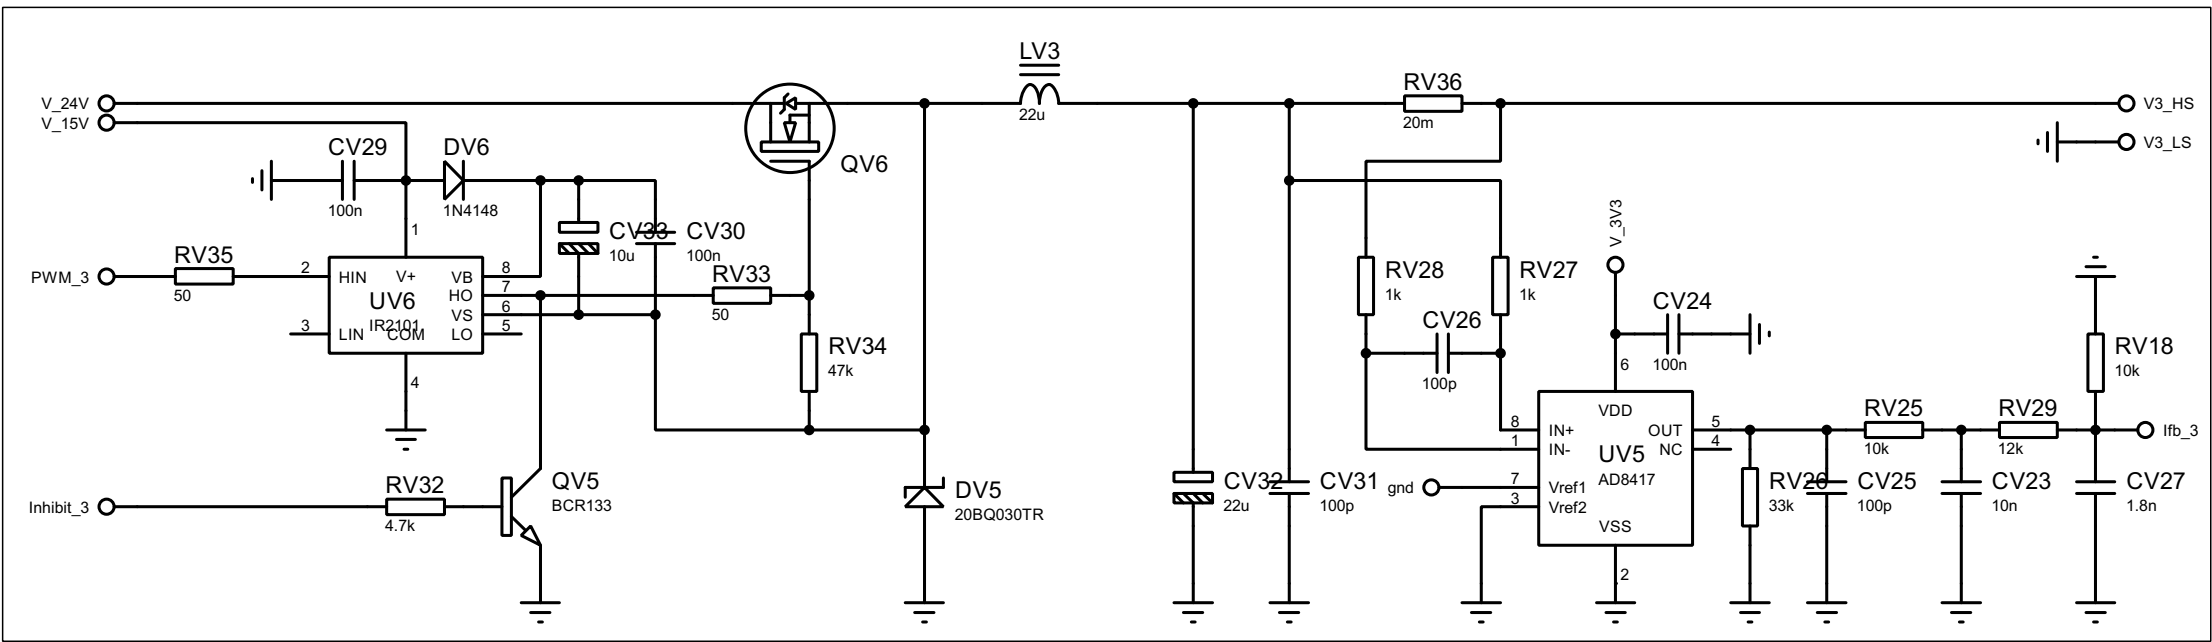 LV3
22u
RV36
20m
V_24V
V_15V
V3_HS
V3_LS
CV29
100n
DV6
1N4148
QV6
1
CV33
10u
CV30
100n
PWM_3
RV35
50
2
HIN
V+
VB
8
HO
7
UV6
IR2101
VS
6
3
LIN
COM
LO
5
4
RV33
50
RV34
47k
RV28
1k
RV27
1k
CV26
100p
V_3V3
CV24
100n
6
RV18
10k
VDD
8
IN+
OUT
5
1
IN-
NC
4
UV5
AD8417
gnd
7
Vref1
3
Vref2
VSS
2
RV25
10k
RV29
12k
Ifb_3
Inhibit_3
RV32
4.7k
QV5
BCR133
DV5
20BQ030TR
CV32
22u
CV31
100p
RV26
33k
CV25
100p
CV23
10n
CV27
1.8n